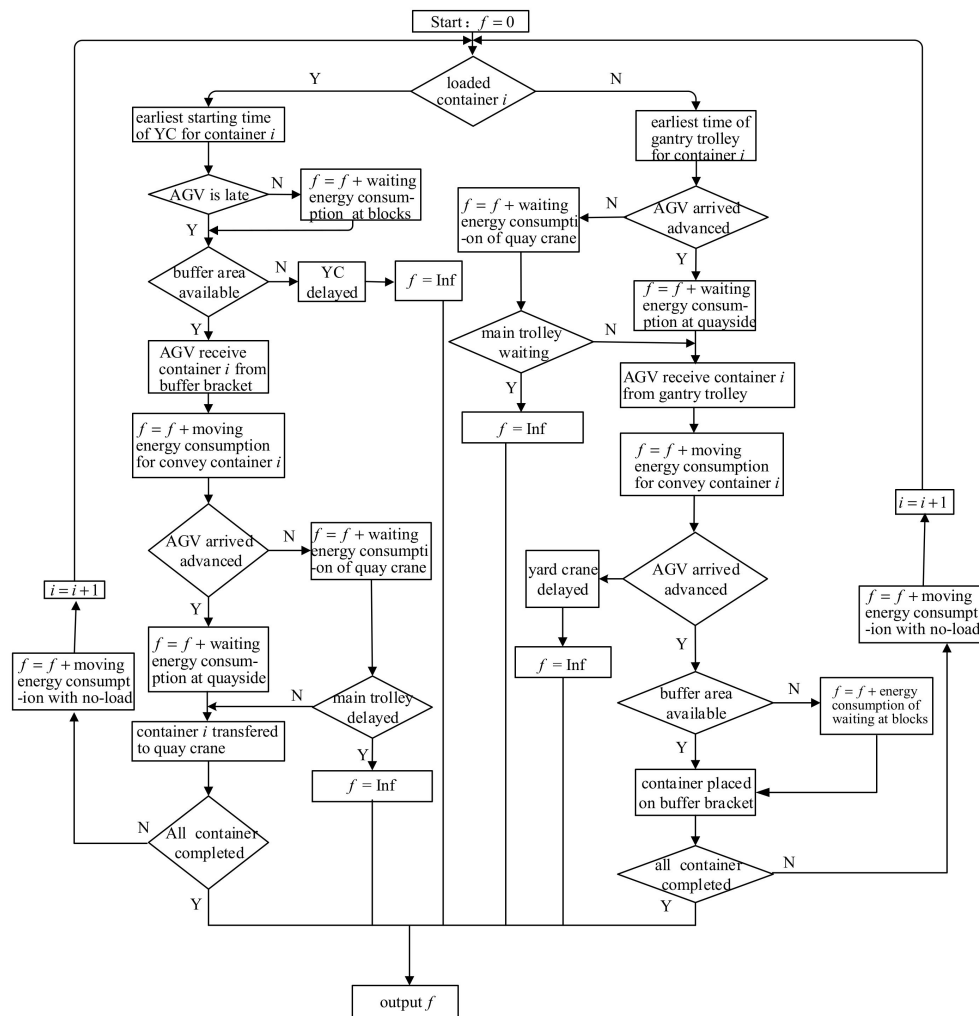 Start：f = 0
Y
N
loaded
container i
earliest starting time
of YC for container i
AGV is late
N
f = f + waiting
energy consum-
ption at blocks
Y
buffer area
available
N
YC
delayed
f = Inf
Y
AGV receive
container i from
buffer bracket
f = f + moving
energy consumption
for convey container i
AGV arrived
advanced
N
f = f + waiting
energy consumpti
-on of quay crane
Y
f = f + waiting
energy consum-
ption at quayside
N
main trolley
delayed
Y
f = Inf
container i transfered
to quay crane
All container
completed
N
Y
f = f + moving
energy consumpt
-ion with no-load
i = i + 1
earliest time of
gantry trolley
for container i
AGV arrived
advanced
N
f = f + waiting
energy consumpti
-on of quay crane
Y
f = f + waiting
energy consum-
ption at quayside
main trolley
waiting
N
Y
f = Inf
AGV receive container i
from gantry trolley
f = f + moving
energy consumption
for convey container i
AGV arrived
advanced
yard crane
delayed
f = Inf
Y
buffer area
available
N
f = f + energy
consumption of
waiting at blocks
Y
container placed
on buffer bracket
all container
completed
N
Y
f = f + moving
energy consumpt
-ion with no-load
i = i + 1
output f